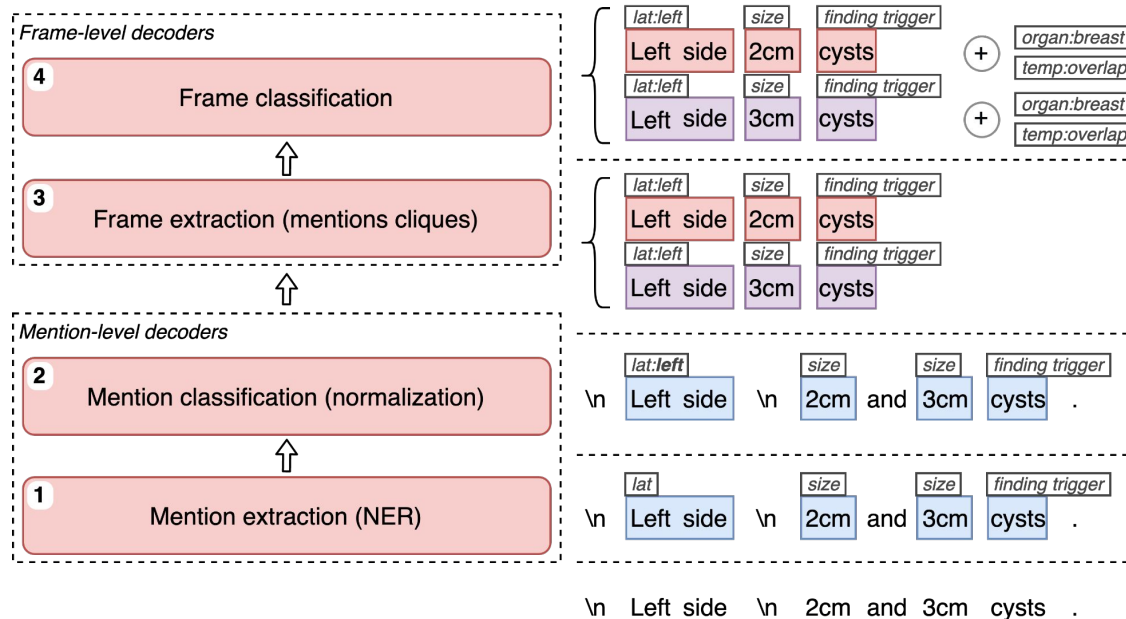 Frame-level decoders
4
Frame classification
3
Frame extraction (mentions cliques)
Mention-level decoders
2
Mention classification (normalization)
1
Mention extraction (NER)
lat:left size finding trigger
Left side 2cm cysts + organ:breast
temp:overlap
lat:left size finding trigger
Left side 3cm cysts + organ:breast
temp:overlap
lat:left size finding trigger
Left side 2cm cysts
lat:left size finding trigger
Left side 3cm cysts
lat:left size size finding trigger
\n Left side \n 2cm and 3cm cysts .
lat size size finding trigger
\n Left side \n 2cm and 3cm cysts .
\n Left side \n 2cm and 3cm cysts .